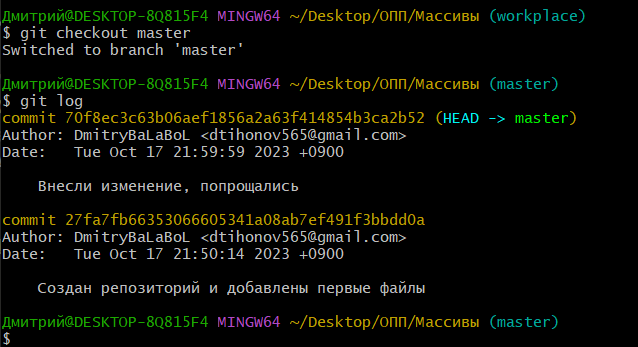 Дмитрий@DESKTOP-8Q815F4 MINGW64 ~/Desktop/ОПП/Массивы (workplace)
$ git checkout master
Switched to branch 'master'
Дмитрий@DESKTOP-8Q815F4 MINGW64 ~/Desktop/ОПП/Массивы (master)
$ git log
commit 70f8ec3c63b06aef1856a2a63f414854b3ca2b52 (HEAD -> master)
Author: DmitryBaLaBoL <dtihonov565@gmail.com>
Date:   Tue Oct 17 21:59:59 2023 +0900
    Внесли изменение, попрощались
commit 27fa7fb66353066605341a08ab7ef491f3bbdd0a
Author: DmitryBaLaBoL <dtihonov565@gmail.com>
Date:   Tue Oct 17 21:50:14 2023 +0900
    Создан репозиторий и добавлены первые файлы
Дмитрий@DESKTOP-8Q815F4 MINGW64 ~/Desktop/ОПП/Массивы (master)
$